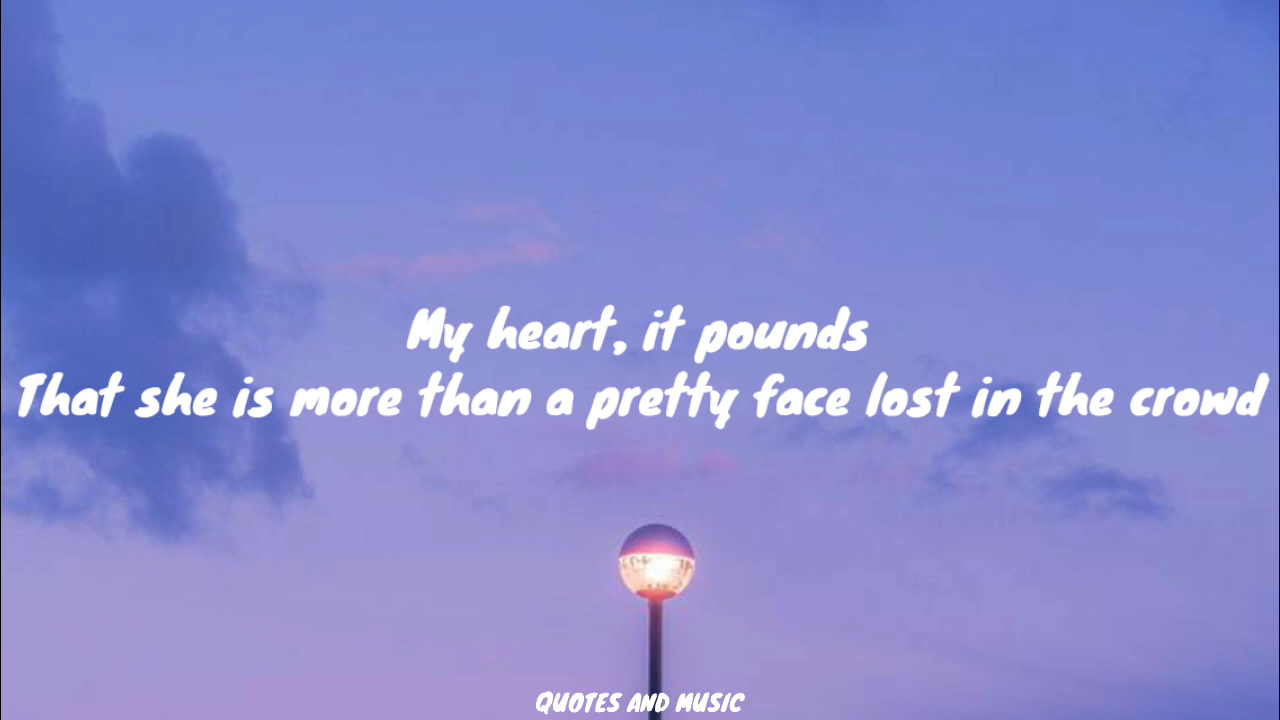 My heart, it pounds
That she is more than a pretty face lost in the crowd
QUOTES AND MUSIC